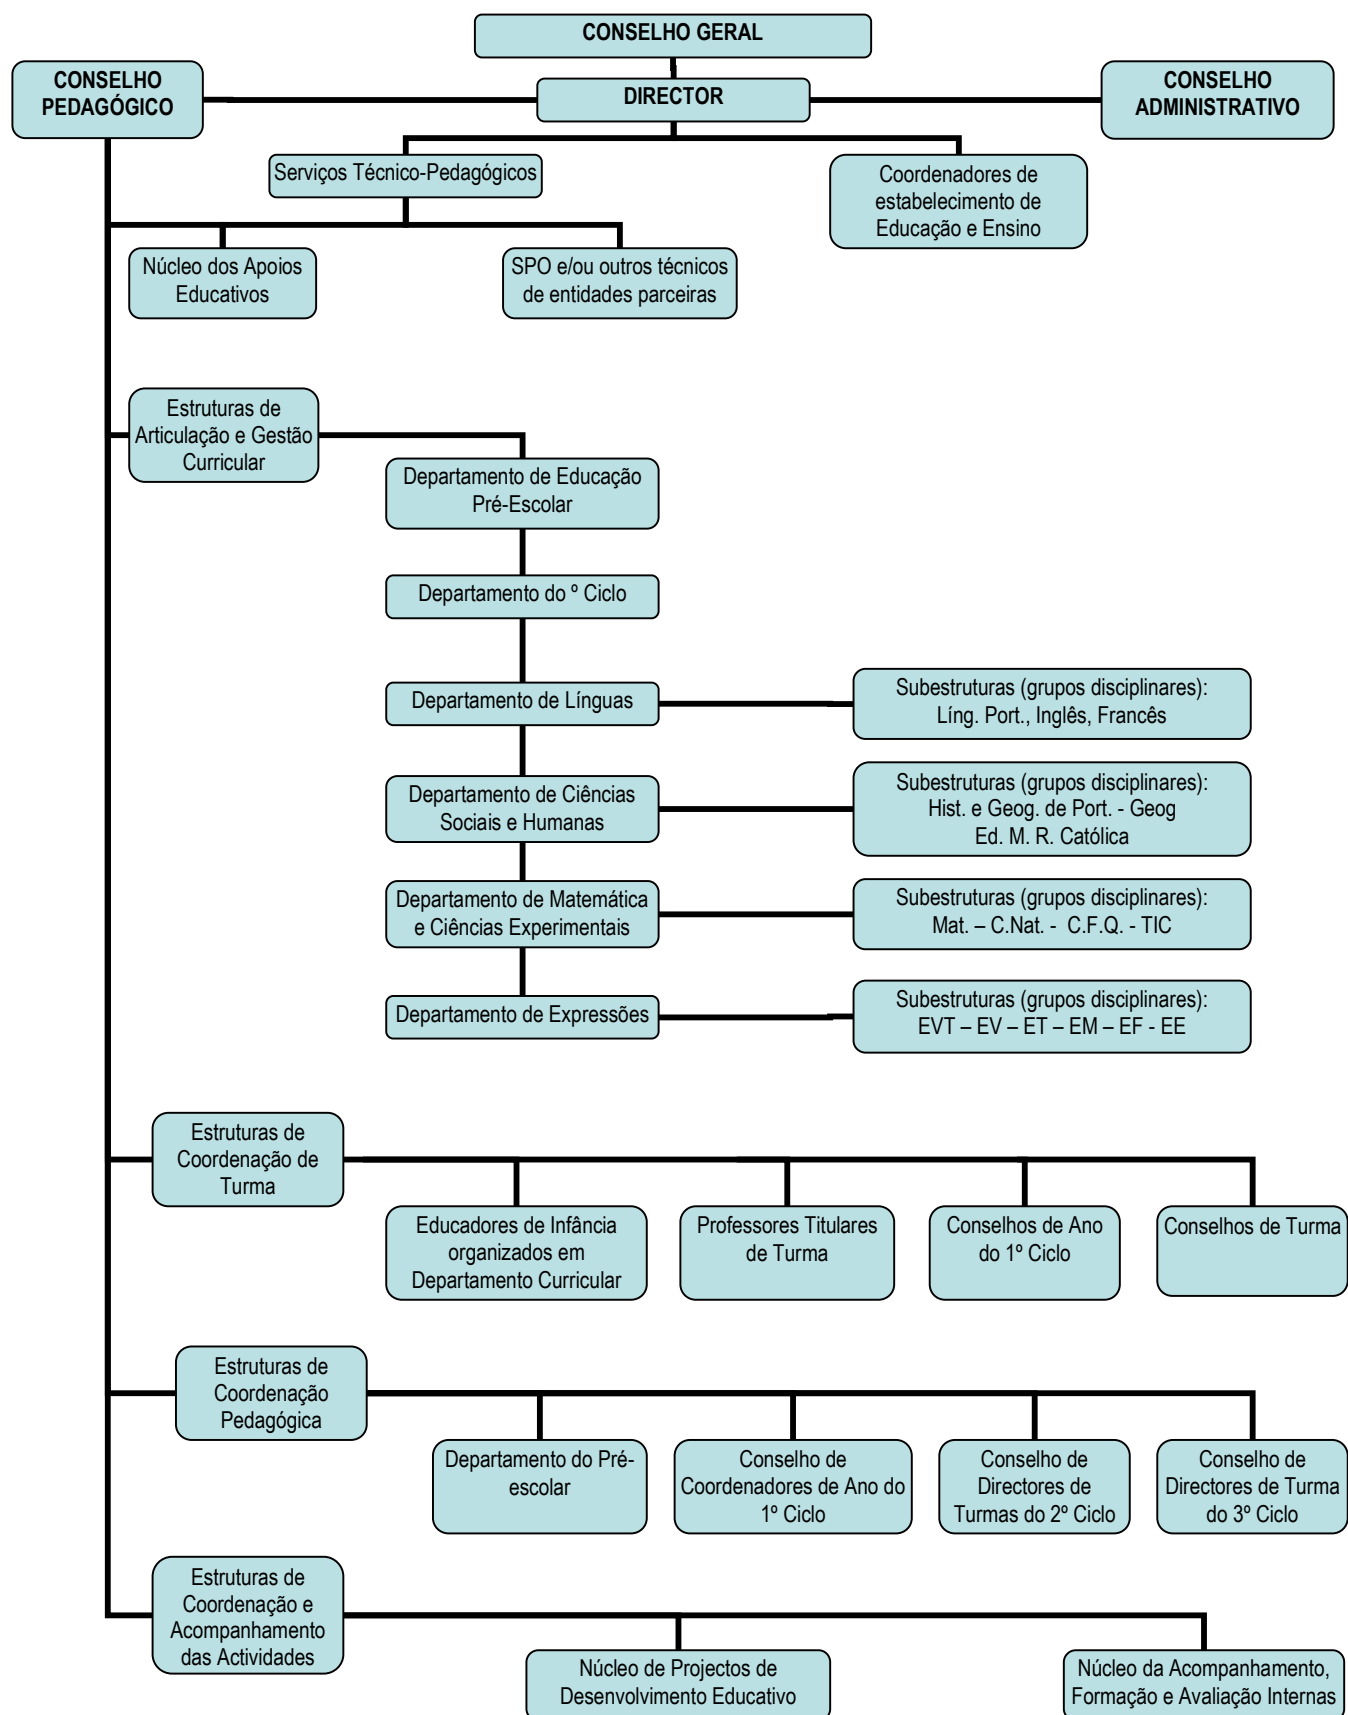 CONSELHO GERAL
CONSELHO
PEDAGÓGICO
DIRECTOR
CONSELHO
ADMINISTRATIVO
Serviços Técnico-Pedagógicos
Coordenadores de
estabelecimento de
Educação e Ensino
Núcleo dos Apoios
Educativos
SPO e/ou outros técnicos
de entidades parceiras
Estruturas de
Articulação e Gestão
Curricular
Departamento de Educação
Pré-Escolar
Departamento do º Ciclo
Departamento de Línguas
Subestruturas (grupos disciplinares):
Líng. Port., Inglês, Francês
Departamento de Ciências
Sociais e Humanas
Subestruturas (grupos disciplinares):
Hist. e Geog. de Port. - Geog
Ed. M. R. Católica
Departamento de Matemática
e Ciências Experimentais
Subestruturas (grupos disciplinares):
Mat. – C.Nat. - C.F.Q. - TIC
Departamento de Expressões
Subestruturas (grupos disciplinares):
EVT – EV – ET – EM – EF - EE
Estruturas de
Coordenação de
Turma
Educadores de Infância
organizados em
Departamento Curricular
Professores Titulares
de Turma
Conselhos de Ano
do 1º Ciclo
Conselhos de Turma
Estruturas de
Coordenação
Pedagógica
Departamento do Pré-
escolar
Conselho de
Coordenadores de Ano do
1º Ciclo
Conselho de
Directores de
Turmas do 2º Ciclo
Conselho de
Directores de Turma
do 3º Ciclo
Estruturas de
Coordenação e
Acompanhamento
das Actividades
Núcleo de Projectos de
Desenvolvimento Educativo
Núcleo da Acompanhamento,
Formação e Avaliação Internas